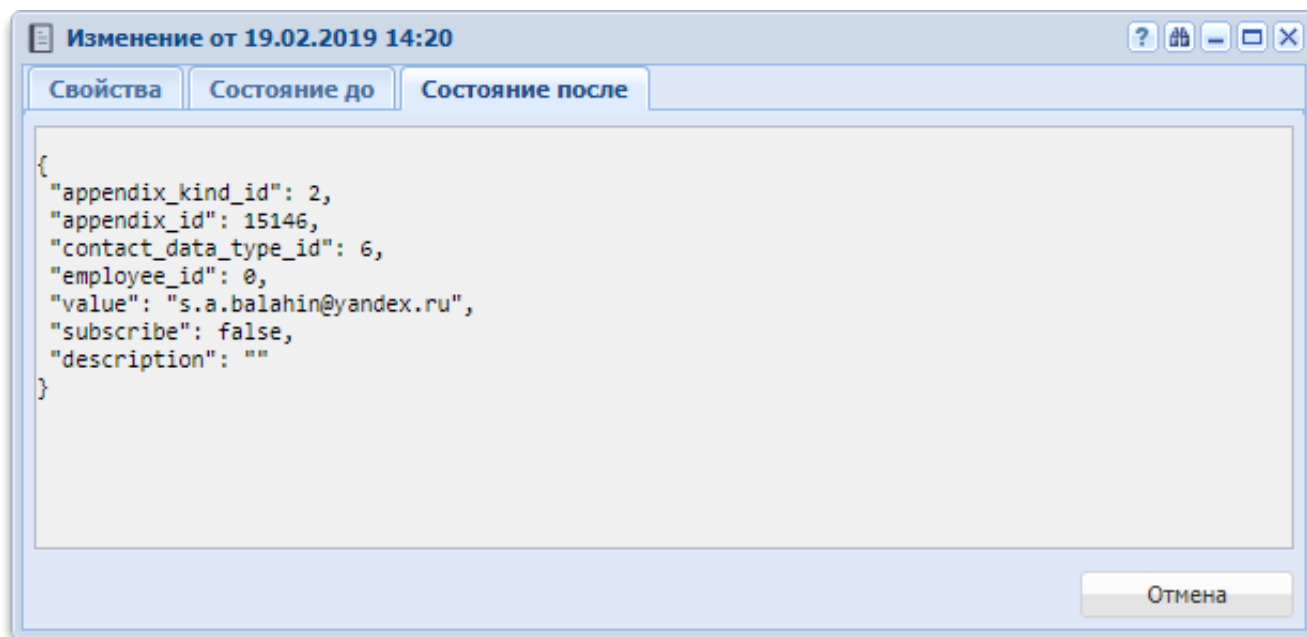 Изменение от 19.02.2019 14:20
?
Свойства Состояние до Состояние после
{
"appendix_kind_id": 2,
"appendix_id": 15146,
"contact_data_type_id": 6,
"employee_id": 0,
"value": "s.a.balahin@yandex.ru",
"subscribe": false,
"description": ""
}
Отмена